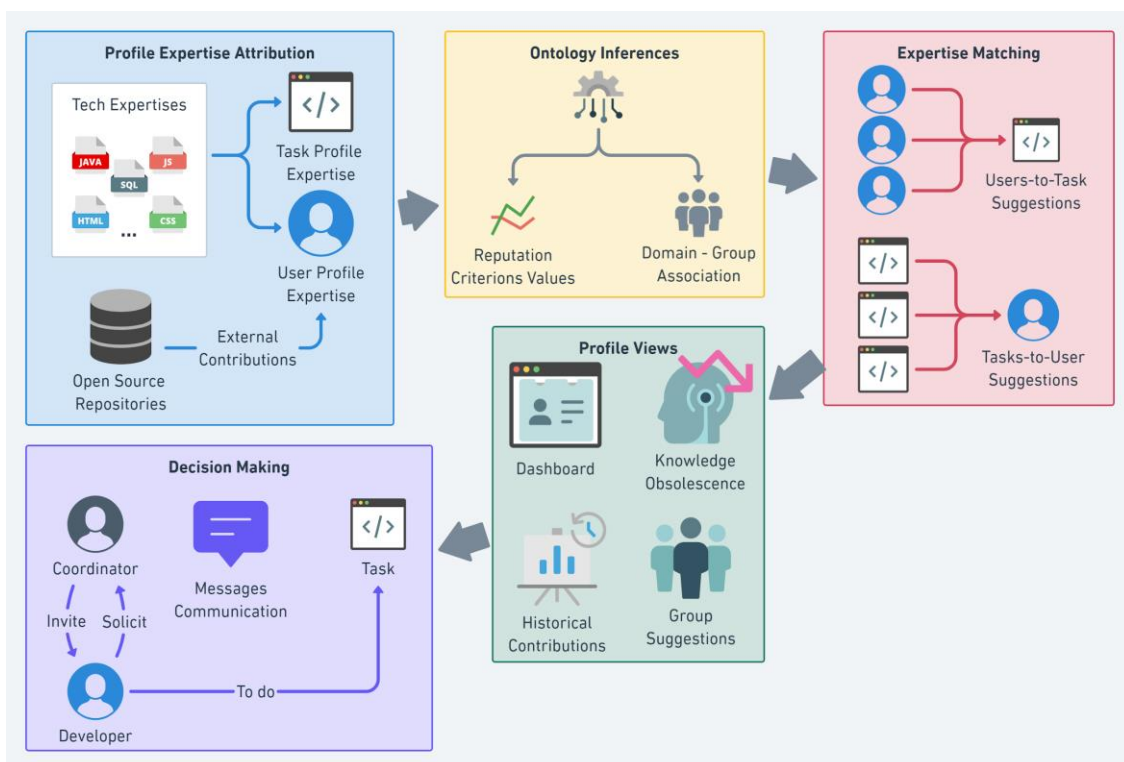 Profile Expertise Attribution
Tech Expertises
JAVA
JS
SQL
HTML
CSS
...
</>
Task Profile
Expertise
User Profile
Expertise
External
Contributions
Open Source
Repositories
Ontology Inferences
Reputation
Criterions Values
Domain - Group
Association
Expertise Matching
</>
Users-to-Task
Suggestions
</>
</>
</>
Tasks-to-User
Suggestions
Profile Views
Dashboard
Knowledge
Obsolescence
Historical
Contributions
Group
Suggestions
Decision Making
Coordinator
Messages
Communication
</>
Task
Invite
Solicit
To do
Developer